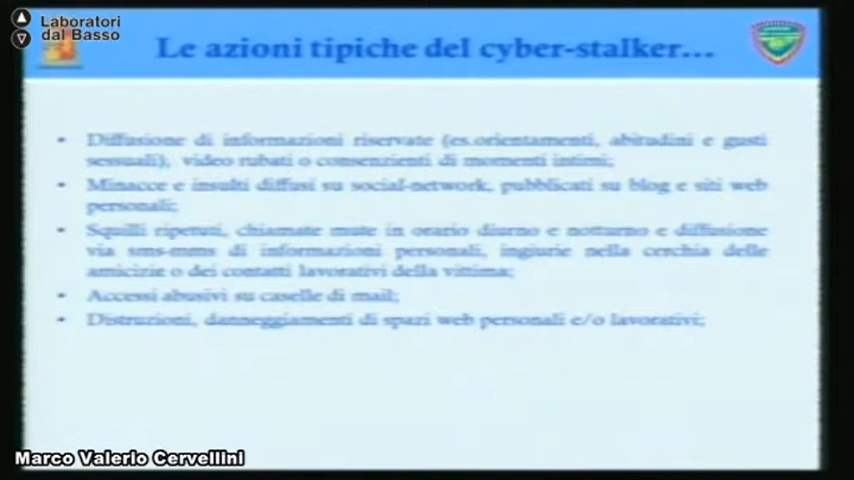 Laboratori
dal Basso
Le azioni tipiche del cyber-stalker...
• Diffusione di informazioni riservate (es.orientamenti, abitudini e gusti
sessuali), video rubati o consenzienti di momenti intimi;
• Minacce e insulti diffusi su social-network, pubblicati su blog e siti web
personali;
• Squilli ripetuti, chiamate mute in orario diurno e notturno e diffusione
via sms-mms di informazioni personali, ingiurie nella cerchia delle
amicizie o dei contatti lavorativi della vittima;
• Accessi abusivi su caselle di mail;
• Distruzioni, danneggiamenti di spazi web personali e/o lavorativi;
Marco Valerio Cervellini